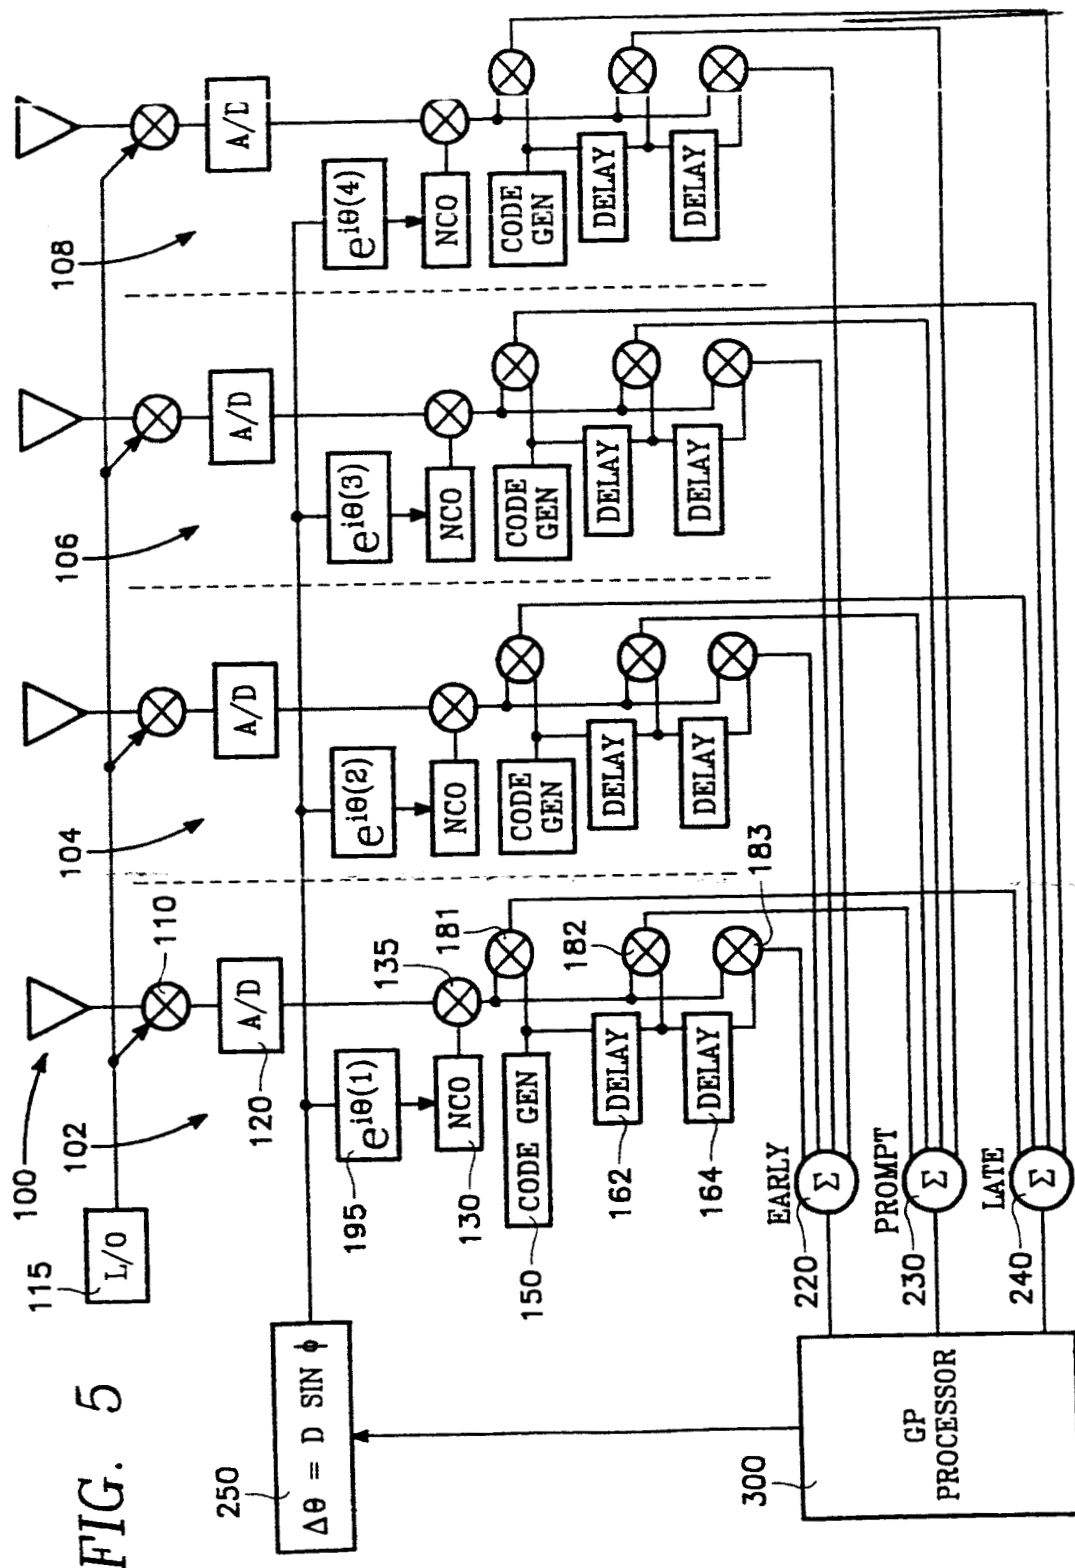 FIG. 5
100
102
104
106
108
115
L/O
110
A/D
A/D
A/D
A/D
120
250
Δθ = D SIN ϕ
195
e^{iθ(1)}
e^{iθ(2)}
e^{iθ(3)}
e^{iθ(4)}
130
NCO
NCO
NCO
NCO
135
150
CODE GEN
CODE
GEN
CODE
GEN
CODE
GEN
181
182
183
162
DELAY
DELAY
DELAY
DELAY
164
DELAY
DELAY
DELAY
DELAY
EARLY
220
Σ
PROMPT
230
Σ
LATE
240
Σ
300
GP
PROCESSOR